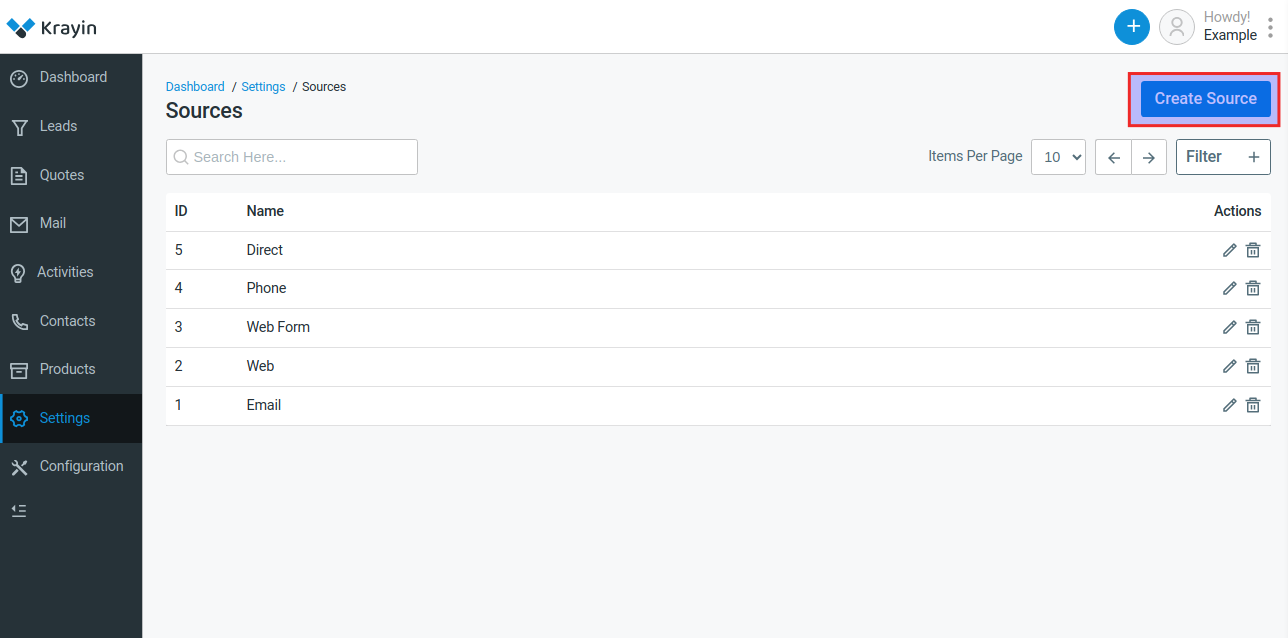 Krayin
Howdy!
Example
Dashboard
Leads
Quotes
Mail
Activities
Contacts
Products
Settings
Configuration
Dashboard / Settings / Sources
Sources
Create Source
Search Here...
Items Per Page 10
Filter +
ID Name Actions
5 Direct
4 Phone
3 Web Form
2 Web
1 Email